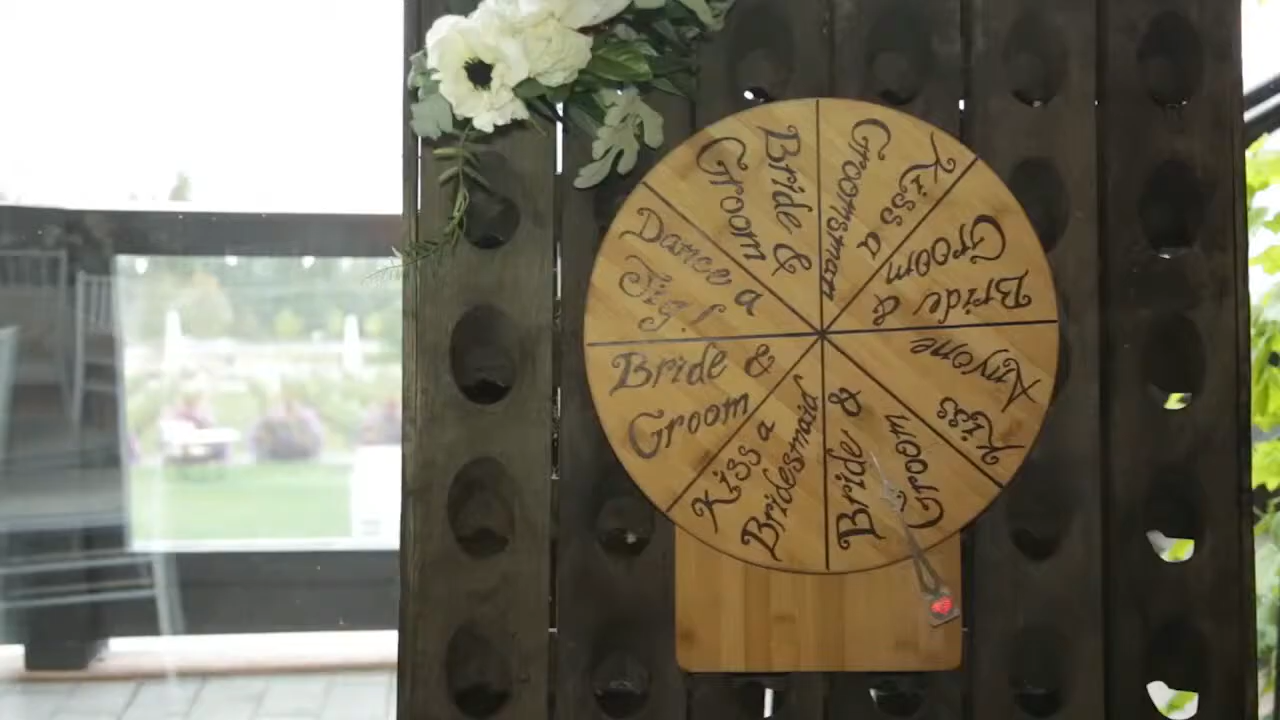 Bride &
Groom
Kiss a
Groomsman
Bride &
Groom
Kiss
Anyone
Bride &
Groom
Kiss a
Bridesmaid
Bride &
Groom
Dance a
Jig!